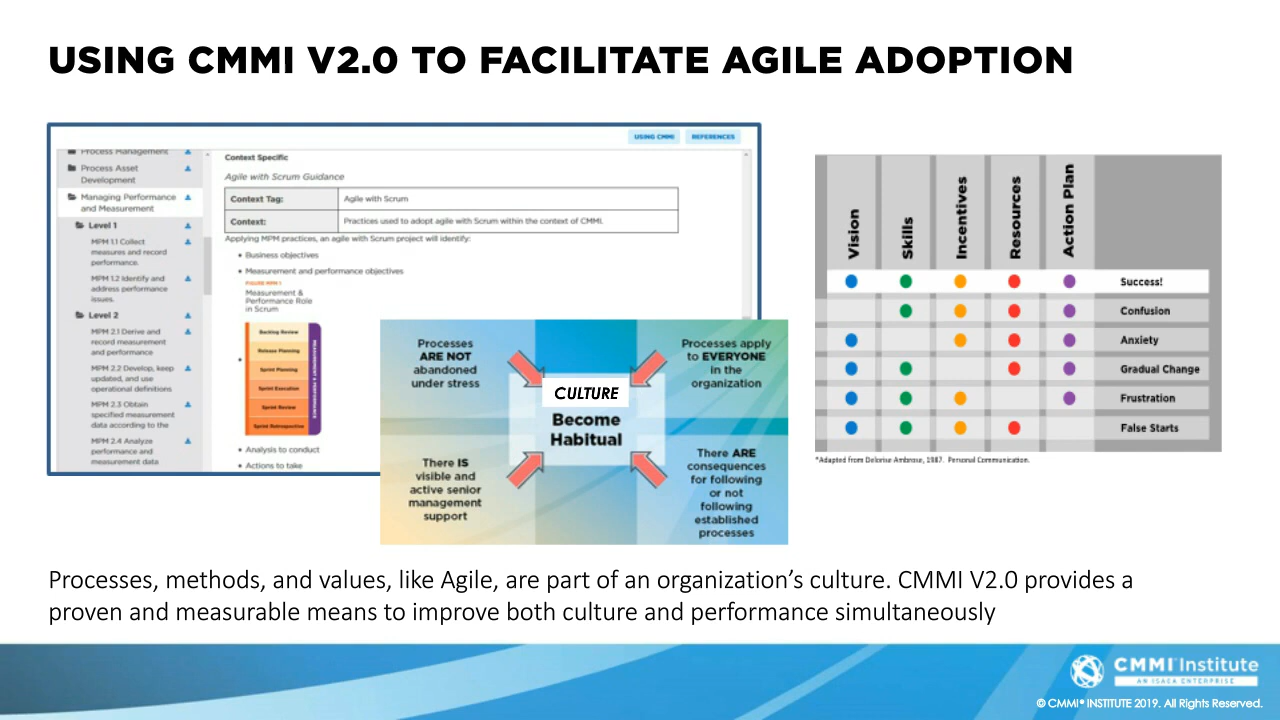 USING CMMI V2.0 TO FACILITATE AGILE ADOPTION
USING CMMI
REFERENCES
Process Management
Process Asset
Development
Managing Performance
and Measurement
Level 1
MPM 1.1 Collect
measures and record
performance.
MPM 1.2 Identify and
address performance
issues.
Level 2
MPM 2.1 Derive and
record measurement
and performance
MPM 2.2 Develop, keep
updated, and use
operational definitions
MPM 2.3 Obtain
specified measurement
data according to the
MPM 2.4 Analyze
performance and
measurement data
Context Specific
Agile with Scrum Guidance
Context Tag: Agile with Scrum
Context: Practices used to adopt agile with Scrum within the context of CMMI.
Applying MPM practices, an agile with Scrum project will identify:
• Business objectives
• Measurement and performance objectives
FIGURE MPM 1
Measurement &
Performance Role
in Scrum
Backlog Review
Release Planning
Sprint Planning
Sprint Execution
Sprint Review
Sprint Retrospective
MEASUREMENT & PERFORMANCE
• Analysis to conduct
• Actions to take
Processes
ARE NOT
abandoned
under stress
Processes apply
to EVERYONE
in the
organization
CULTURE
Become
Habitual
There IS
visible and
active senior
management
support
There ARE
consequences
for following
or not
following
established
processes
Vision
Skills
Incentives
Resources
Action Plan
Success!
Confusion
Anxiety
Gradual Change
Frustration
False Starts
*Adapted from Delorise Ambrose, 1987. Personal Communication.
Processes, methods, and values, like Agile, are part of an organization's culture. CMMI V2.0 provides a
proven and measurable means to improve both culture and performance simultaneously
CMMI Institute
AN ISACA ENTERPRISE
© CMMI® INSTITUTE 2019. All Rights Reserved.